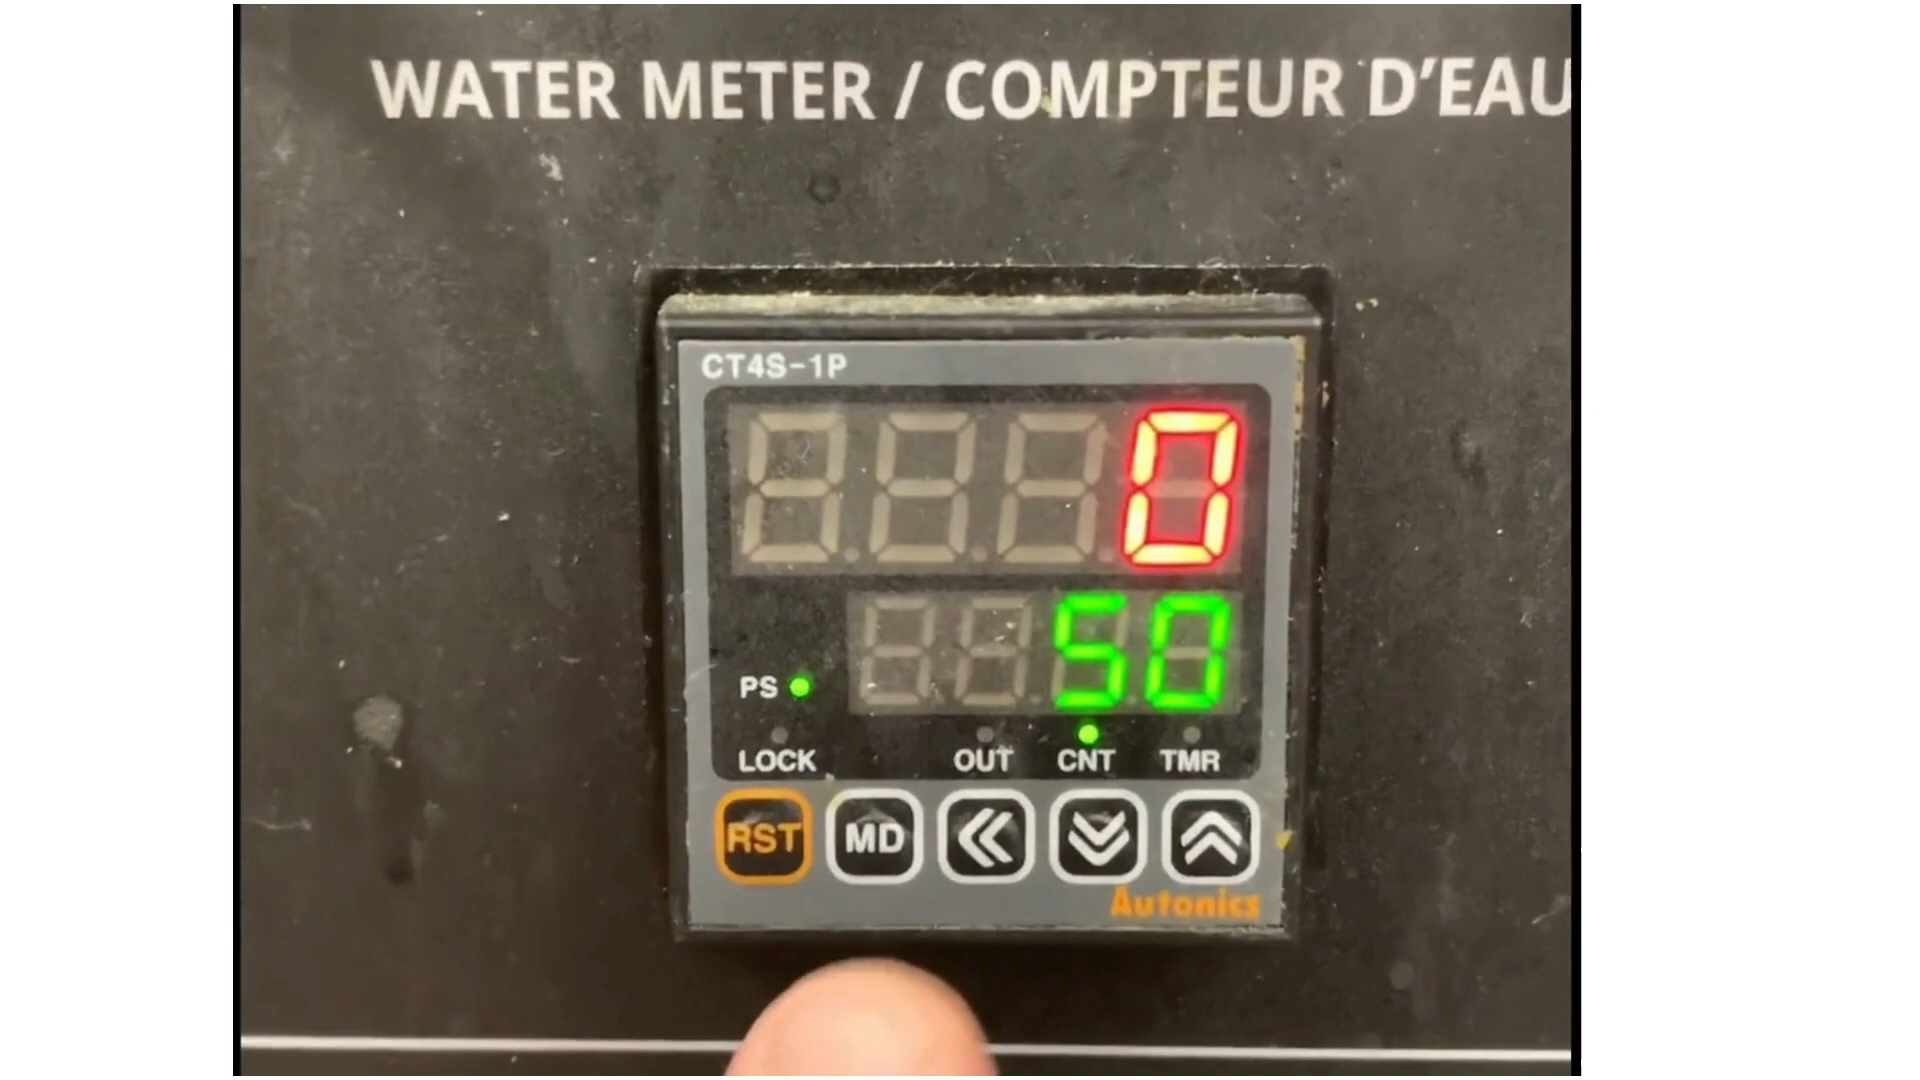 WATER METER / COMPTEUR D'EAU
CT4S-1P
0
50
PS
LOCK OUT CNT TMR
RST MD
Autonics